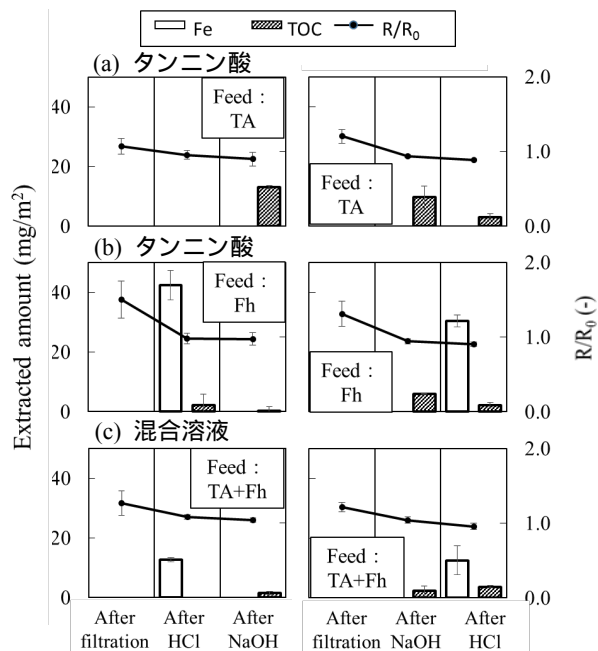 Fe TOC R/R₀
(a) タンニン酸
40
20
0
Feed：
TA
Feed：
TA
2.0
1.0
0.0
(b) タンニン酸
40
20
0
Feed：
Fh
Feed：
Fh
2.0
1.0
0.0
(c) 混合溶液
40
20
0
Feed：
TA+Fh
Feed：
TA+Fh
2.0
1.0
0.0
Extracted amount (mg/m²)
R/R₀ (-)
After After After After After After
filtration HCl NaOH filtration NaOH HCl